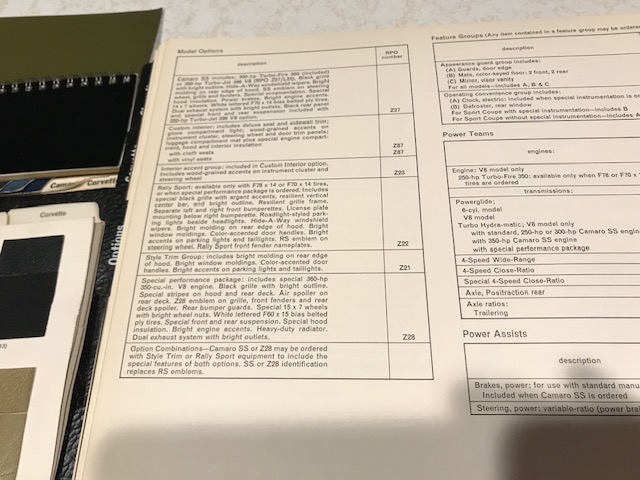 Model Options
description
RPO
number
Camaro SS includes: 300-hp Turbo-Fire 350 (included)
or 350-hp Turbo-Jet 396 V8 (RPO Z27/L34). Black grille
with bright outline. Hide-A-Way windshield wipers. Bright
molding on rear edge of hood. SS emblem on steering
wheel, grille and fenders. Special ornamentation. Special
hood insulation. Power brakes. Bright engine accents.
14 x 7 wheels. White lettered F70 x 14 bias belted ply tires.
Dual exhaust system with bright outlets. Black rear panel
and special front and rear suspension included with
350-hp Turbo-Jet 396 V8 option.
Z27
Custom interior: includes deluxe seat and sidewall trim;
glove compartment light; wood-grained accents on
instrument cluster, steering wheel and door trim panels;
luggage compartment mat plus special engine compart-
ment, hood and interior insulation
with cloth seats
Z87
with vinyl seats
Z87
Interior accent group: included in Custom Interior option.
Includes wood-grained accents on instrument cluster and
steering wheel
Z23
Rally Sport: available only with F78 x 14 or F70 x 14 tires,
or when special performance package is ordered. Includes
special black grille with argent accents, resilient vertical
center bar, and bright outline. Resilient grille frame.
Separate left and right front bumperettes. License plate
mounting below right bumperette. Roadlight-styled park-
ing lights beside headlights. Hide-A-Way windshield
wipers. Bright molding on rear edge of hood. Bright
window moldings. Color-accented door handles. Bright
accents on parking lights and taillights. RS emblem on
steering wheel. Rally Sport front fender nameplates.
Z22
Style Trim Group: includes bright molding on rear edge
of hood. Bright window moldings. Color-accented door
handles. Bright accents on parking lights and taillights.
Z21
Special performance package: includes special 360-hp
350-cu.-in. V8 engine. Black grille with bright outline.
Special stripes on hood and rear deck. Air spoiler on
rear deck. Z28 emblem on grille, front fenders and rear
deck spoiler. Rear bumper guards. Special 15 x 7 wheels
with bright wheel nuts. White lettered F60 x 15 bias belted
ply tires. Special front and rear suspension. Special hood
insulation. Bright engine accents. Heavy-duty radiator.
Dual exhaust system with bright outlets.
Z28
Option Combinations—Camaro SS or Z28 may be ordered
with Style Trim or Rally Sport equipment to include the
special features of both options. SS or Z28 identification
replaces RS emblems.
Feature Groups (Any item contained in a feature group may be ordere
description
Appearance guard group includes:
(A) Guards, door edge
(B) Mats, color-keyed floor; 2 front, 2 rear
(C) Mirror, visor vanity
For all models—includes A, B & C
Operating convenience group includes:
(A) Clock, electric: included when special instrumentation is o
(B) Defroster, rear window
For Sport Coupe with special instrumentation—includes B
For Sport Coupe without special instrumentation—includes A
Power Teams
engines:
Engine: V8 model only
250-hp Turbo-Fire 350: available only when F78 or F70 x 1
tires are ordered
transmissions:
Powerglide;
6-cyl. model
V8 model
Turbo Hydra-matic; V8 model only
with standard, 250-hp or 300-hp Camaro SS engin
with 350-hp Camaro SS engine
with special performance package
4-Speed Wide-Range
4-Speed Close-Ratio
Special 4-Speed Close-Ratio
Axle, Positraction rear
Axle ratios:
Trailering
Power Assists
description
Brakes, power: for use with standard manu
Included when Camaro SS is ordered
Steering, power: variable-ratio (power bra
Camaro
Corvett
Corvette
Options